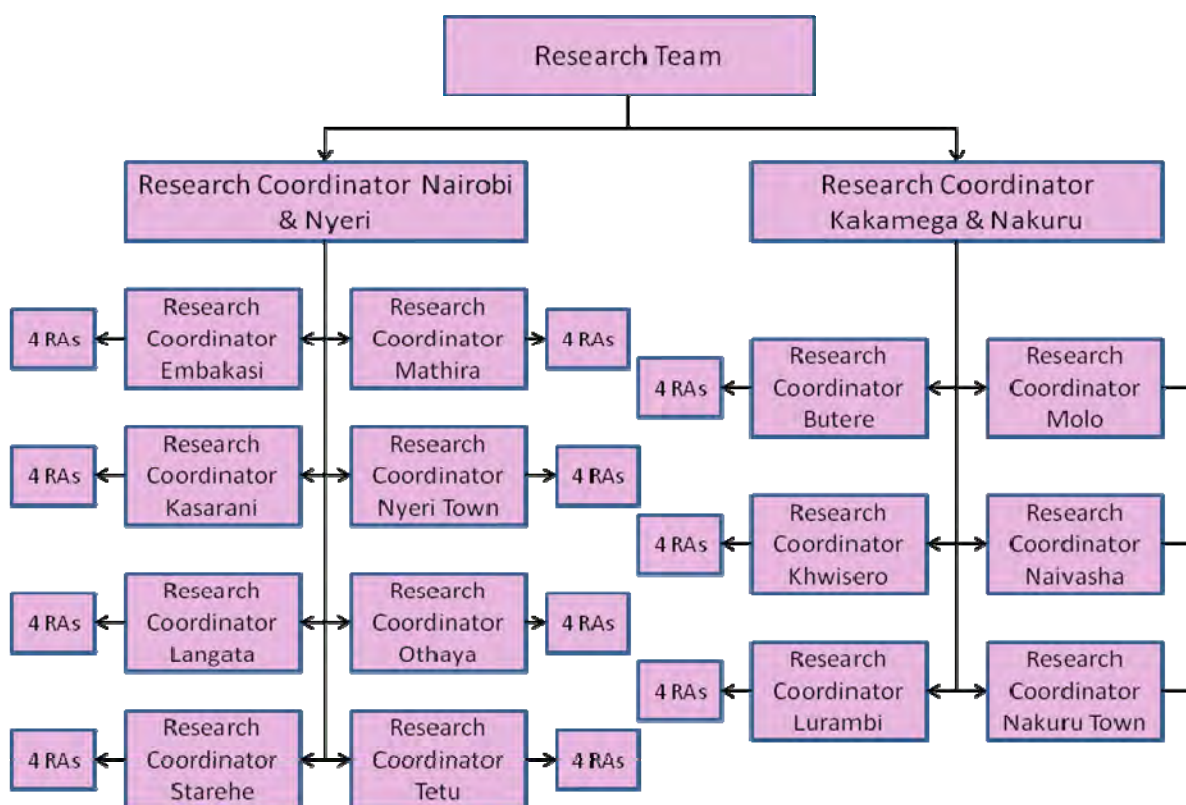 Research Team
Research Coordinator Nairobi
& Nyeri
Research Coordinator
Kakamega & Nakuru
4 RAs
Research
Coordinator
Embakasi
Research
Coordinator
Mathira
4 RAs
4 RAs
Research
Coordinator
Butere
Research
Coordinator
Molo
4 RAs
Research
Coordinator
Kasarani
Research
Coordinator
Nyeri Town
4 RAs
4 RAs
Research
Coordinator
Khwisero
Research
Coordinator
Naivasha
4 RAs
Research
Coordinator
Langata
Research
Coordinator
Othaya
4 RAs
4 RAs
Research
Coordinator
Lurambi
Research
Coordinator
Nakuru Town
4 RAs
Research
Coordinator
Starehe
Research
Coordinator
Tetu
4 RAs